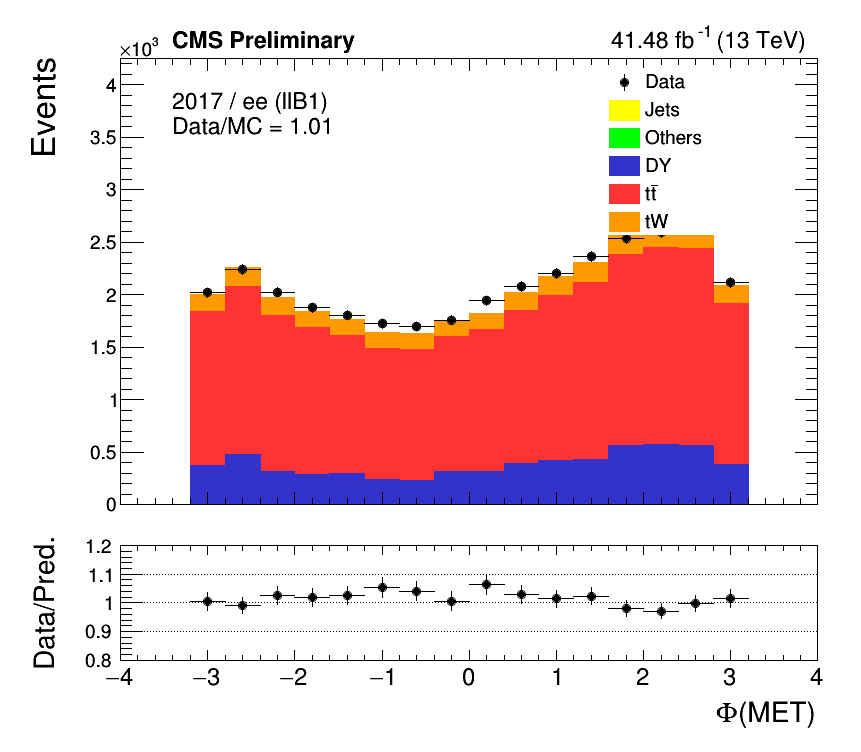 ×10³
CMS Preliminary
41.48 fb⁻¹ (13 TeV)
Events
4
3.5
3
2.5
2
1.5
1
0.5
0
2017 / ee (llB1)
Data/MC = 1.01
Data
Jets
Others
DY
tt̄
tW
Data/Pred.
1.2
1.1
1
0.9
0.8
−4 −3 −2 −1 0 1 2 3 4
Φ(MET)